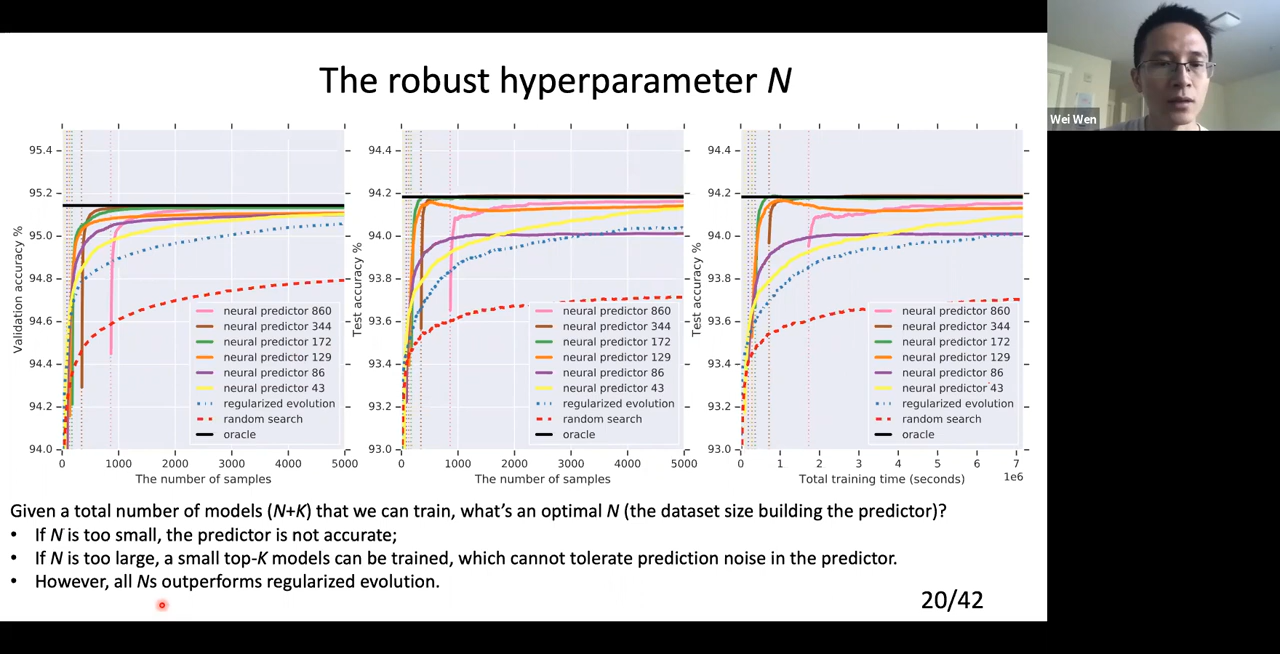 The robust hyperparameter N
Wei Wen
95.4
95.2
95.0
94.8
94.6
94.4
94.2
94.0
Validation accuracy %
neural predictor 860
neural predictor 344
neural predictor 172
neural predictor 129
neural predictor 86
neural predictor 43
regularized evolution
random search
oracle
0 1000 2000 3000 4000 5000
The number of samples
94.4
94.2
94.0
93.8
93.6
93.4
93.2
93.0
Test accuracy %
neural predictor 860
neural predictor 344
neural predictor 172
neural predictor 129
neural predictor 86
neural predictor 43
regularized evolution
random search
oracle
0 1000 2000 3000 4000 5000
The number of samples
94.4
94.2
94.0
93.8
93.6
93.4
93.2
93.0
Test accuracy %
neural predictor 860
neural predictor 344
neural predictor 172
neural predictor 129
neural predictor 86
neural predictor 43
regularized evolution
random search
oracle
0 1 2 3 4 5 6 7
Total training time (seconds) 1e6
Given a total number of models (N+K) that we can train, what's an optimal N (the dataset size building the predictor)?
• If N is too small, the predictor is not accurate;
• If N is too large, a small top-K models can be trained, which cannot tolerate prediction noise in the predictor.
• However, all Ns outperforms regularized evolution.
20/42